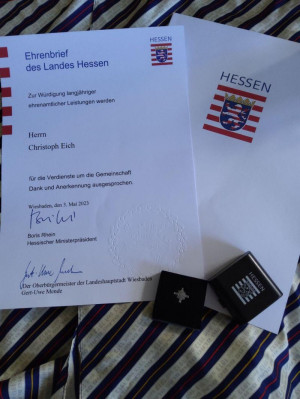 HESSEN
Ehrenbrief
des Landes Hessen
Zur Würdigung langjähriger
ehrenamtlicher Leistungen werden
Herrn
Christoph Eich
für die Verdienste um die Gemeinschaft
Dank und Anerkennung ausgesprochen.
Wiesbaden, den 3. Mai 2023
Boris Rhein
Hessischer Ministerpräsident
Der Oberbürgermeister der Landeshauptstadt Wiesbaden
Gert-Uwe Mende
HESSEN
HESSEN